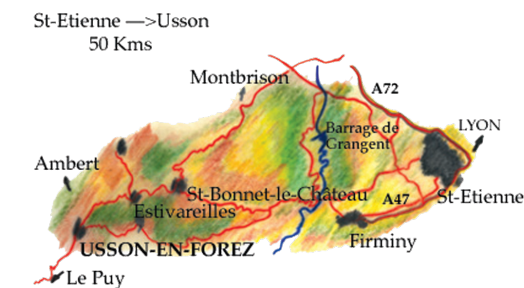 St-Etienne —>Usson
50 Kms
Montbrison
A72
Barrage de
Grangent
LYON
Ambert
St-Bonnet-le-Château
A47
St-Etienne
Estivareilles
Firminy
USSON-EN-FOREZ
Le Puy